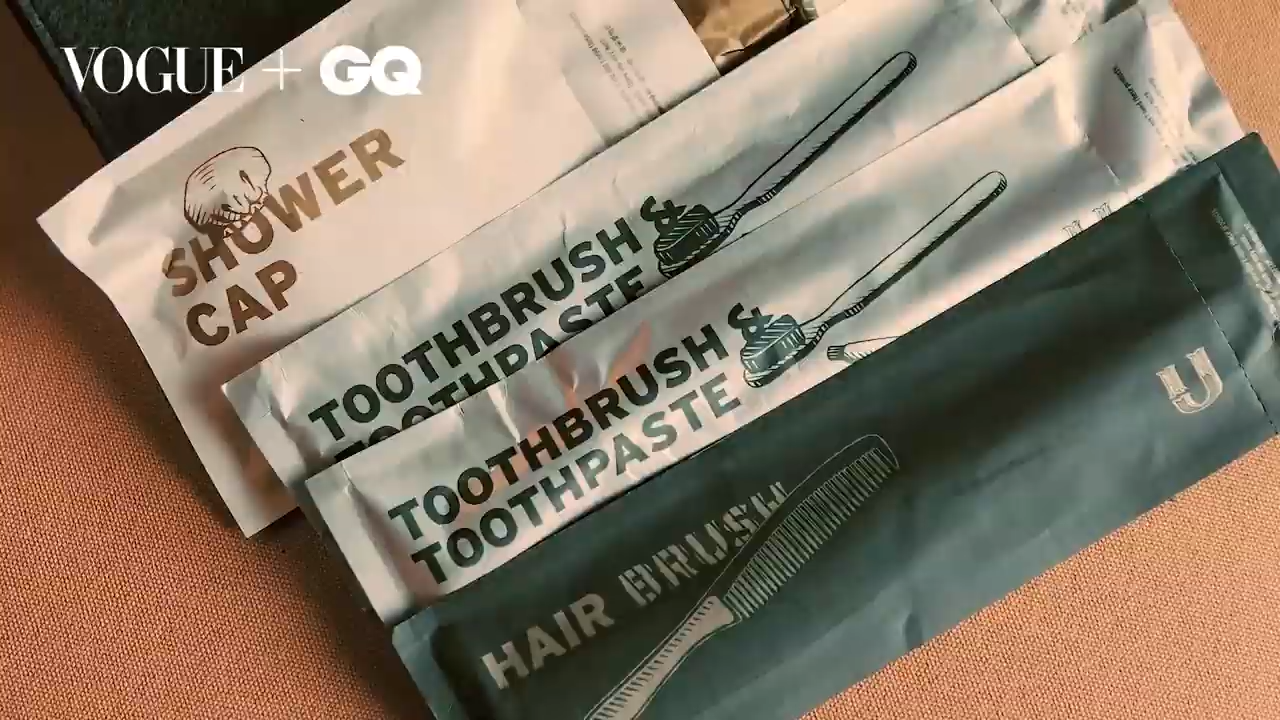 VOGUE + GQ
SHOWER
CAP
TOOTHBRUSH &
TOOTHPASTE
TOOTHBRUSH &
TOOTHPASTE
HAIR BRUSH
U